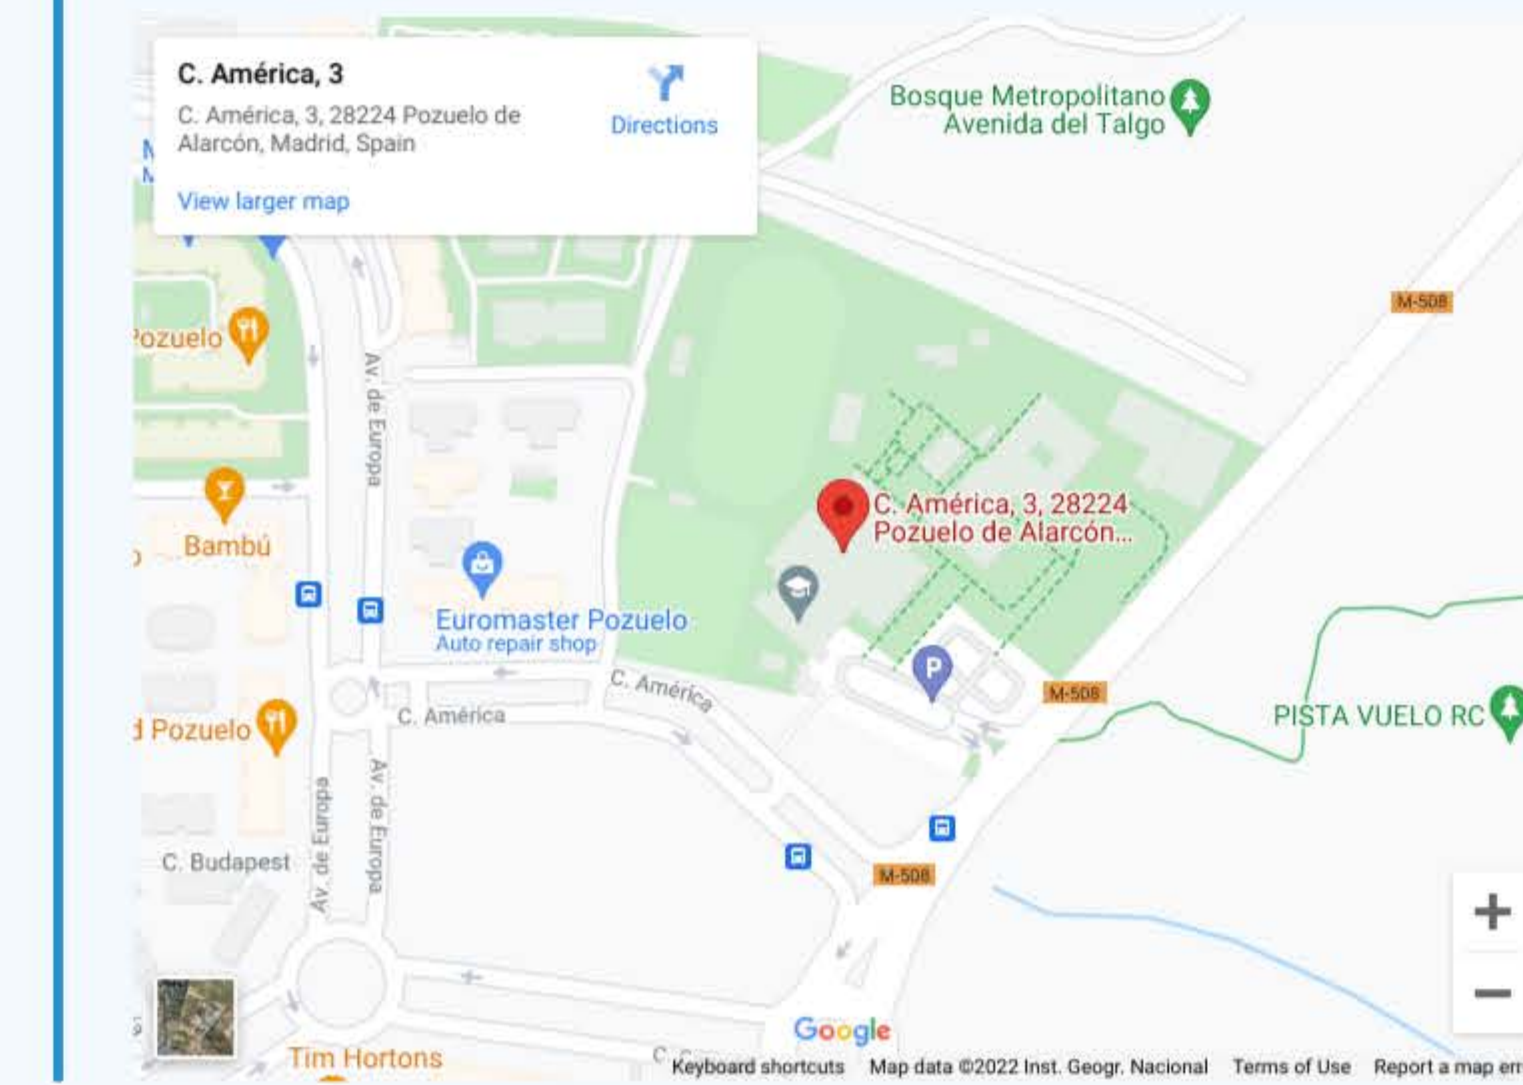 C. América, 3
C. América, 3, 28224 Pozuelo de
Alarcón, Madrid, Spain
Directions
View larger map
Bosque Metropolitano
Avenida del Talgo
M-508
Pozuelo
Av. de Europa
Bambú
C. América, 3, 28224
Pozuelo de Alarcón...
Euromaster Pozuelo
Auto repair shop
C. América
C. América
P
M-508
PISTA VUELO RC
d Pozuelo
Av. de Europa
Av. de Europa
C. Budapest
M-508
Tim Hortons
Google
Keyboard shortcuts
Map data ©2022 Inst. Geogr. Nacional
Terms of Use
Report a map